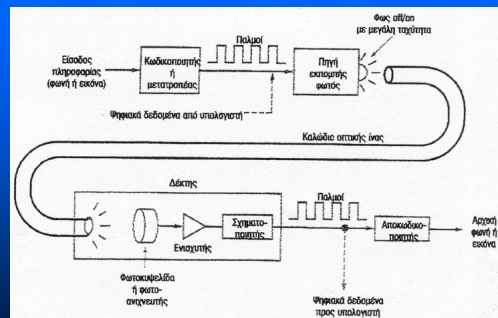 Φως off/on
με μεγάλη ταχύτητα
Παλμοί
Είσοδος
πληροφορίας
(φωνή ή εικόνα)
Κωδικοποιητής
ή
μετατροπέας
Πηγή
εκπομπής
φωτός
Ψηφιακά δεδομένα από υπολογιστή
Καλώδιο οπτικής ίνας
Δέκτης
Παλμοί
Ενισχυτής
Σχηματο-
ποιητής
Αποκωδικο-
ποιητής
Αρχική
φωνή ή
εικόνα
Φωτοκυψελίδα
ή φωτο-
ανιχνευτής
Ψηφιακά δεδομένα
προς υπολογιστή